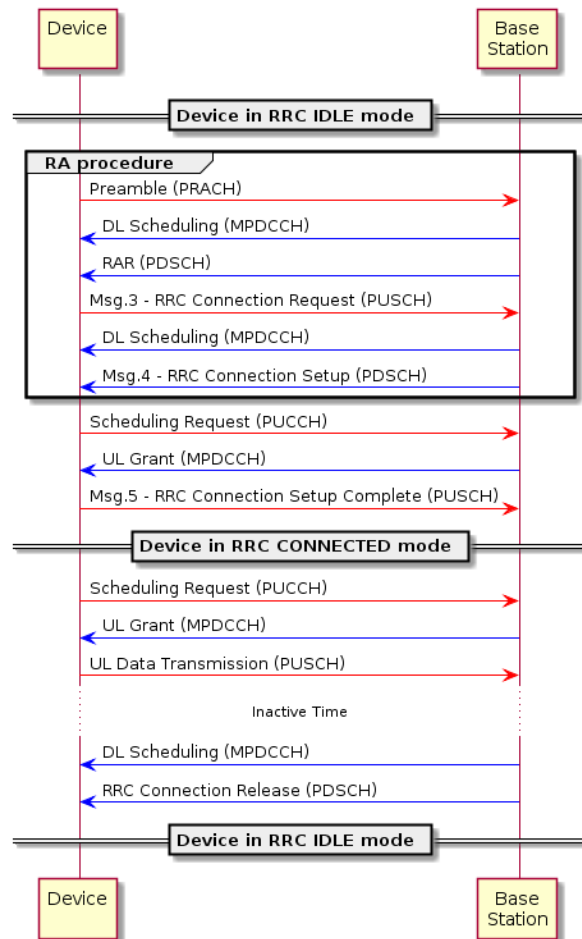 Device
Base
Station
Device in RRC IDLE mode
RA procedure
Preamble (PRACH)
DL Scheduling (MPDCCH)
RAR (PDSCH)
Msg.3 - RRC Connection Request (PUSCH)
DL Scheduling (MPDCCH)
Msg.4 - RRC Connection Setup (PDSCH)
Scheduling Request (PUCCH)
UL Grant (MPDCCH)
Msg.5 - RRC Connection Setup Complete (PUSCH)
Device in RRC CONNECTED mode
Scheduling Request (PUCCH)
UL Grant (MPDCCH)
UL Data Transmission (PUSCH)
Inactive Time
DL Scheduling (MPDCCH)
RRC Connection Release (PDSCH)
Device in RRC IDLE mode
Device
Base
Station